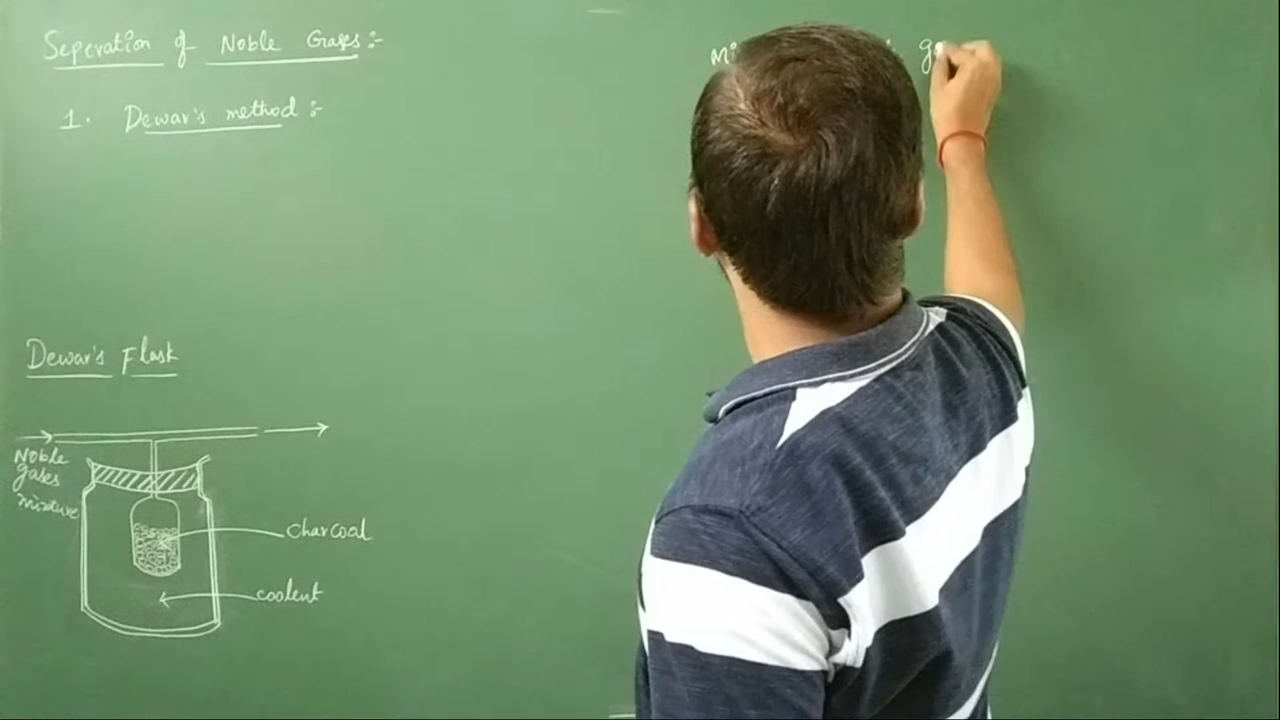 Seperation of Noble Gases :-
1. Dewar's method :-
Dewar's Flask
Noble
gases
mixture
charcoal
coolent